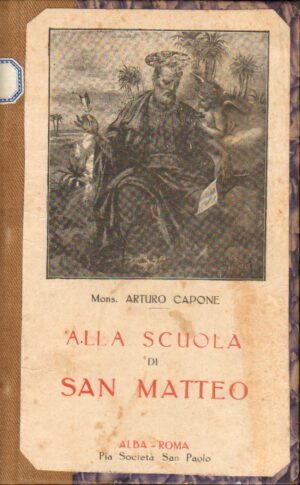 Mons. ARTURO CAPONE
ALLA SCUOLA
DI
SAN MATTEO
ALBA - ROMA
Pia Società San Paolo